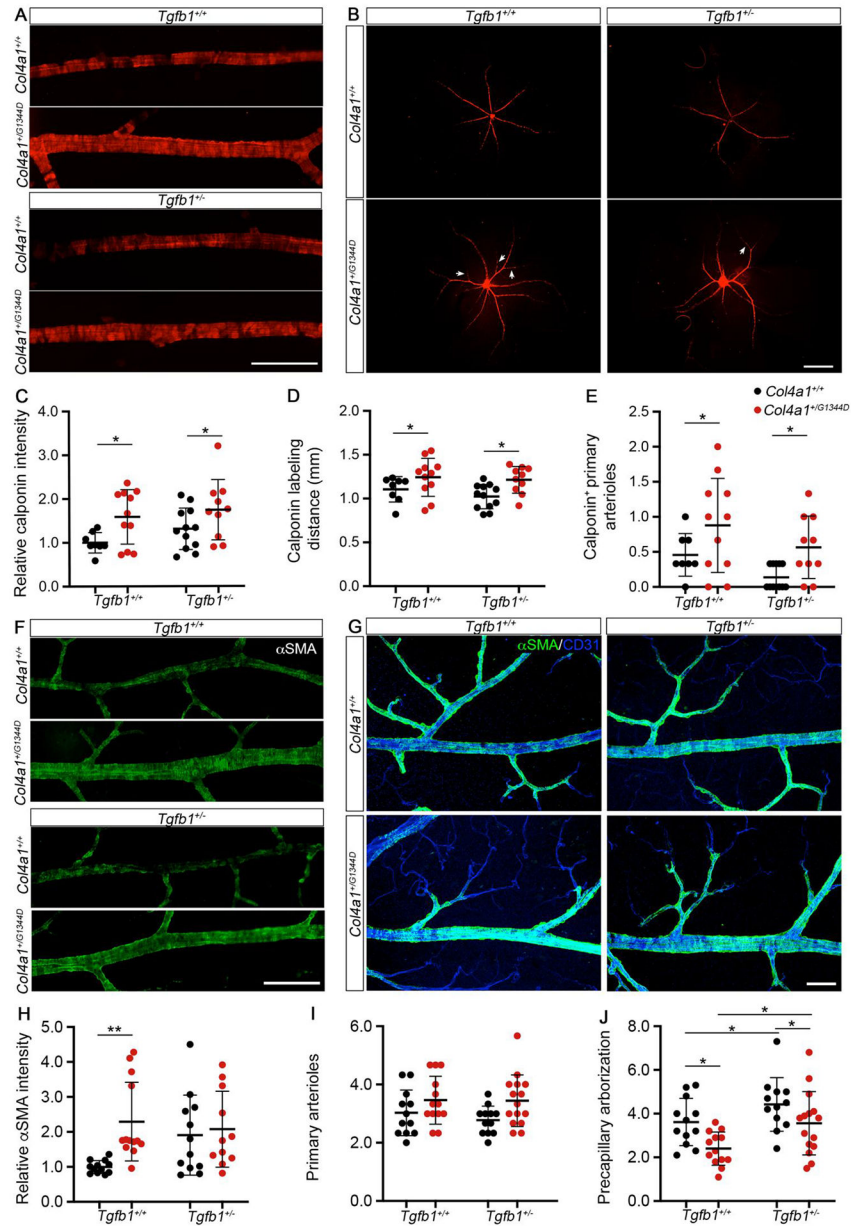 A
Tgfb1+/+
Col4a1+/+
Col4a1+/G1344D
Tgfb1+/-
Col4a1+/+
Col4a1+/G1344D
B
Tgfb1+/+
Tgfb1+/-
Col4a1+/+
Col4a1+/G1344D
C
Relative calponin intensity
4.0
3.0
2.0
1.0
0
*
*
Tgfb1+/+
Tgfb1+/-
D
Calponin labeling
distance (mm)
2.0
1.5
1.0
0.5
0
*
*
Tgfb1+/+
Tgfb1+/-
E
Col4a1+/+
Col4a1+/G1344D
Calponin+ primary
arterioles
2.5
2.0
1.5
1.0
0.5
0
*
*
Tgfb1+/+
Tgfb1+/-
F
Tgfb1+/+
αSMA
Col4a1+/+
Col4a1+/G1344D
Tgfb1+/-
Col4a1+/+
Col4a1+/G1344D
G
Tgfb1+/+
Tgfb1+/-
αSMA/CD31
Col4a1+/+
Col4a1+/G1344D
H
Relative αSMA intensity
5.0
4.0
3.0
2.0
1.0
0
**
Tgfb1+/+
Tgfb1+/-
I
Primary arterioles
6.0
4.0
2.0
0
Tgfb1+/+
Tgfb1+/-
J
Precapillary arborization
8.0
6.0
4.0
2.0
0
*
*
*
*
Tgfb1+/+
Tgfb1+/-